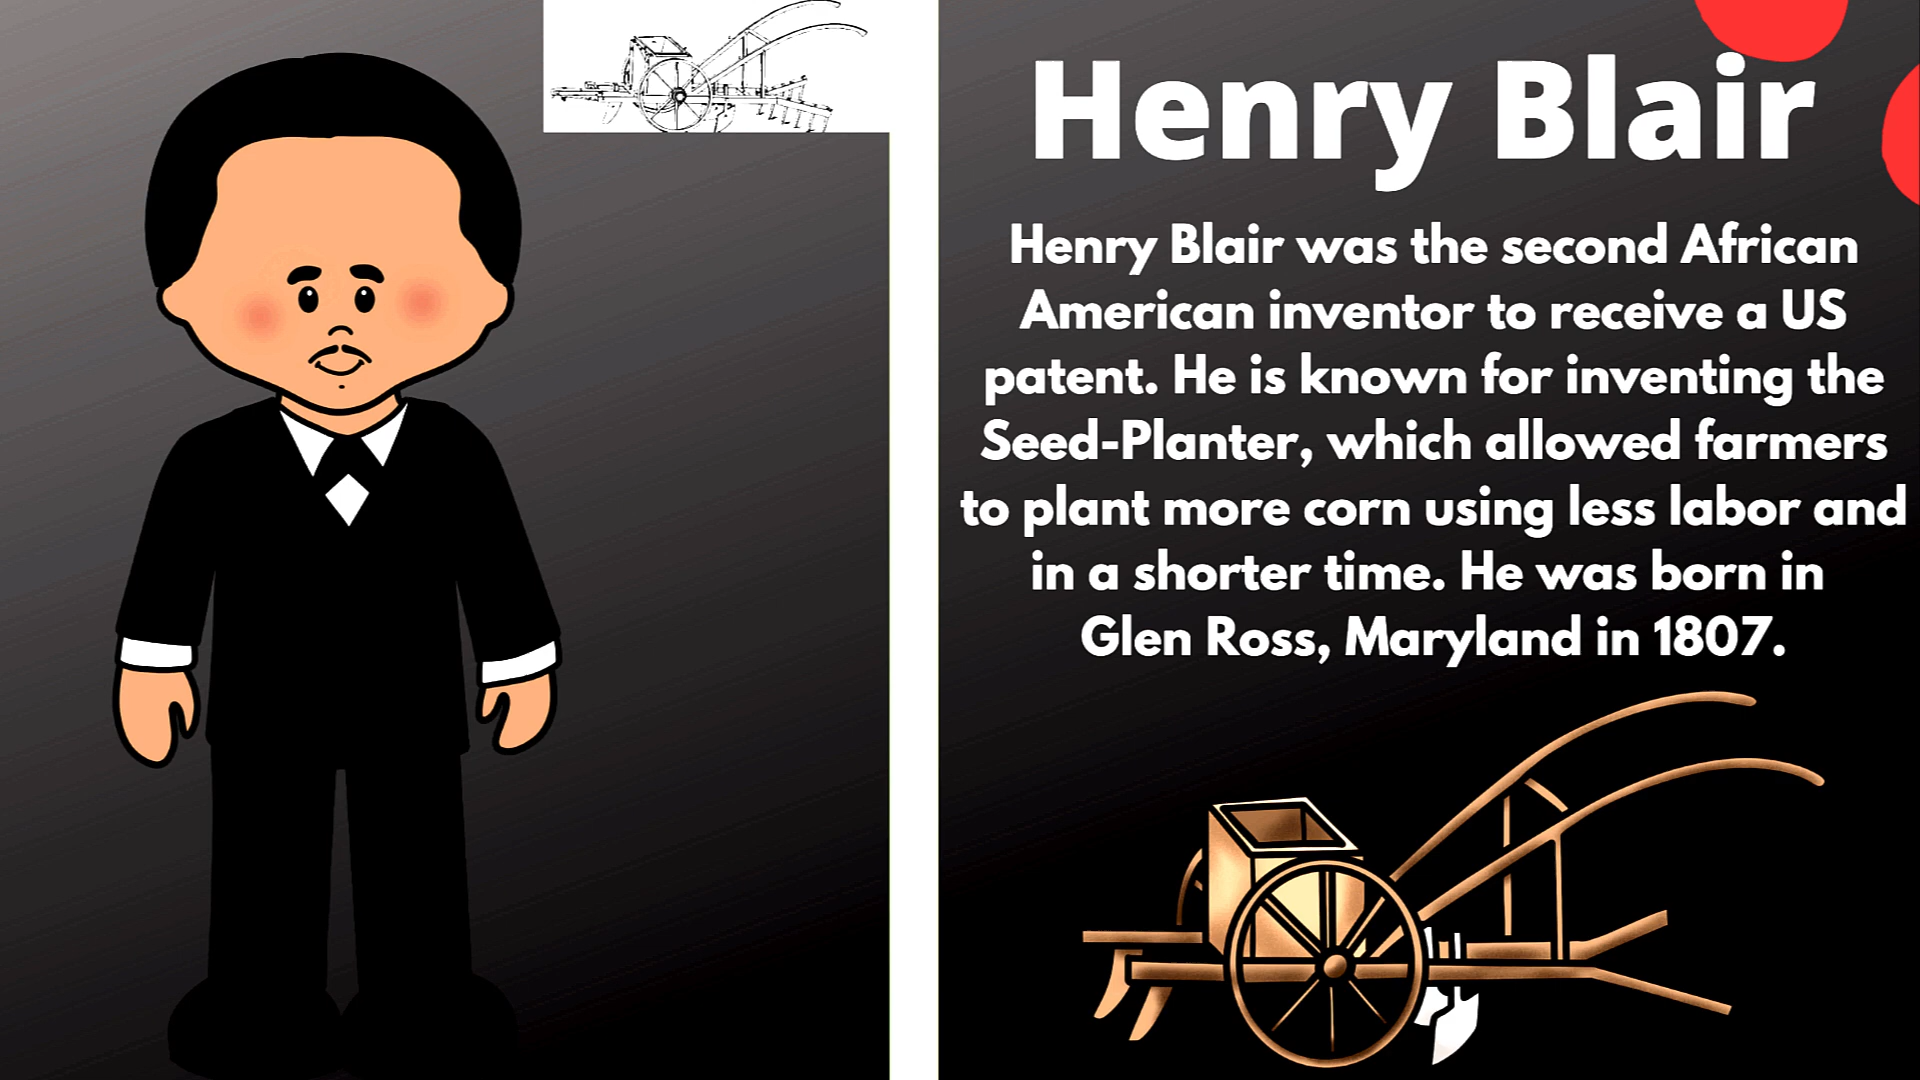 Henry Blair
Henry Blair was the second African
American inventor to receive a US
patent. He is known for inventing the
Seed-Planter, which allowed farmers
to plant more corn using less labor and
in a shorter time. He was born in
Glen Ross, Maryland in 1807.